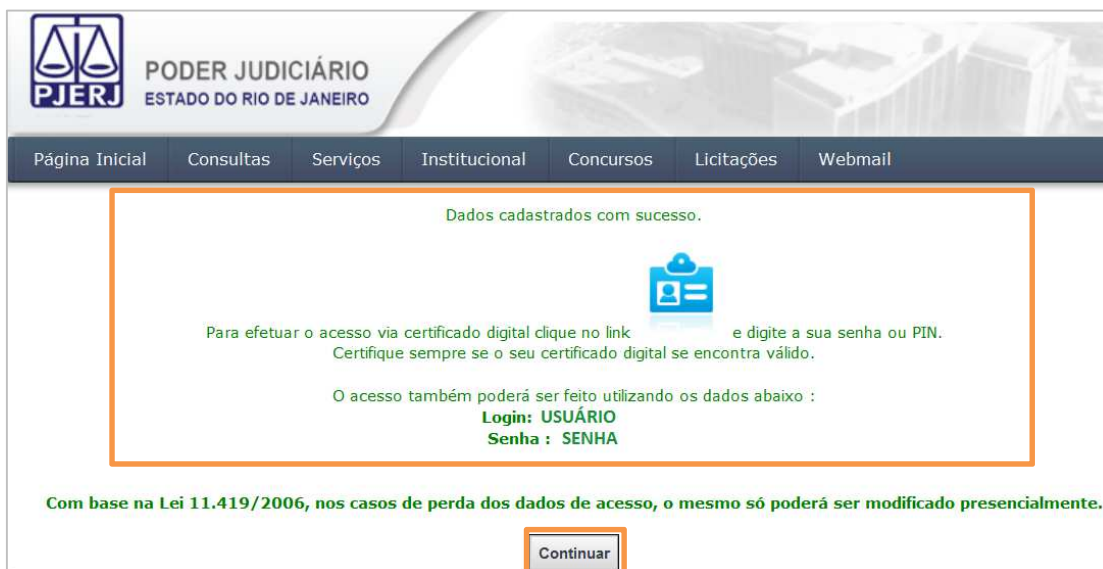 PJERJ
PODER JUDICIÁRIO
ESTADO DO RIO DE JANEIRO
Página Inicial Consultas Serviços Institucional Concursos Licitações Webmail
Dados cadastrados com sucesso.
Para efetuar o acesso via certificado digital clique no link e digite a sua senha ou PIN.
Certifique sempre se o seu certificado digital se encontra válido.
O acesso também poderá ser feito utilizando os dados abaixo :
Login: USUÁRIO
Senha : SENHA
Com base na Lei 11.419/2006, nos casos de perda dos dados de acesso, o mesmo só poderá ser modificado presencialmente.
Continuar